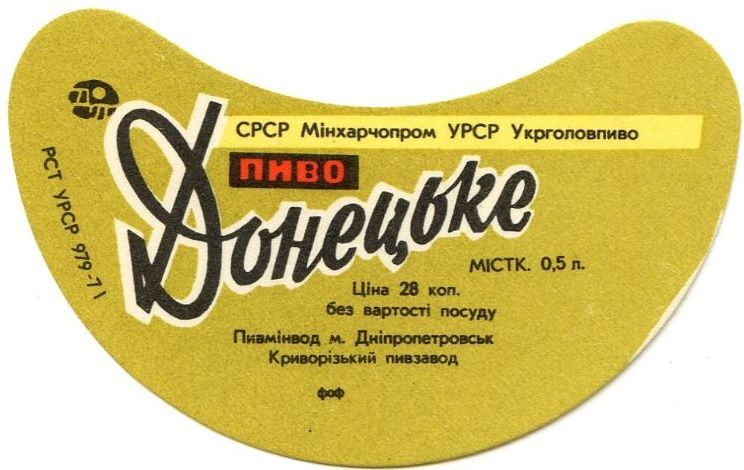 СРСР Мінхарчопром УРСР Укрголовпиво
ПИВО
Донецьке
МІСТК. 0,5 л.
Ціна 28 коп.
без вартості посуду
Пивмінвод м. Дніпропетровськ
Криворізький пивзавод
фоф
РСТ УРСР 979-71